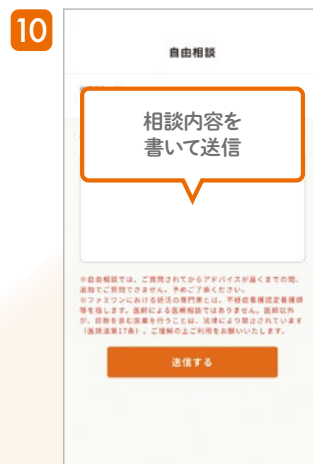 10
自由相談
相談内容を
書いて送信
※自由相談では、ご質問されてからアドバイスが届くまでの間、
追加でご質問できません。予めご了承ください。
※ファミワンにおける妊活の専門家とは、不妊症看護認定看護師
等を指します。医師による医療相談ではありません。医師以外
が、診断を含む医業を行うことは、法律により禁止されています
(医師法第17条)。ご理解の上ご利用をお願いいたします。
送信する